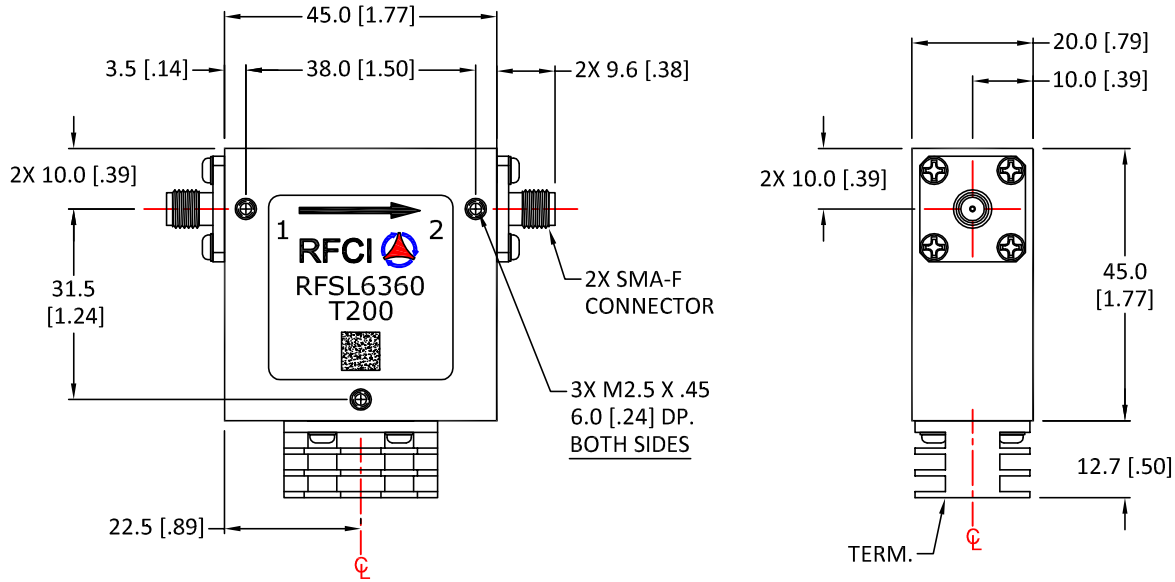 45.0 [1.77]
3.5 [.14]
38.0 [1.50]
2X 9.6 [.38]
2X 10.0 [.39]
31.5
[1.24]
1
2
RFCI
RFSL6360
T200
2X SMA-F
CONNECTOR
3X M2.5 X .45
6.0 [.24] DP.
BOTH SIDES
22.5 [.89]
CL
20.0 [.79]
10.0 [.39]
2X 10.0 [.39]
45.0
[1.77]
12.7 [.50]
TERM.
CL